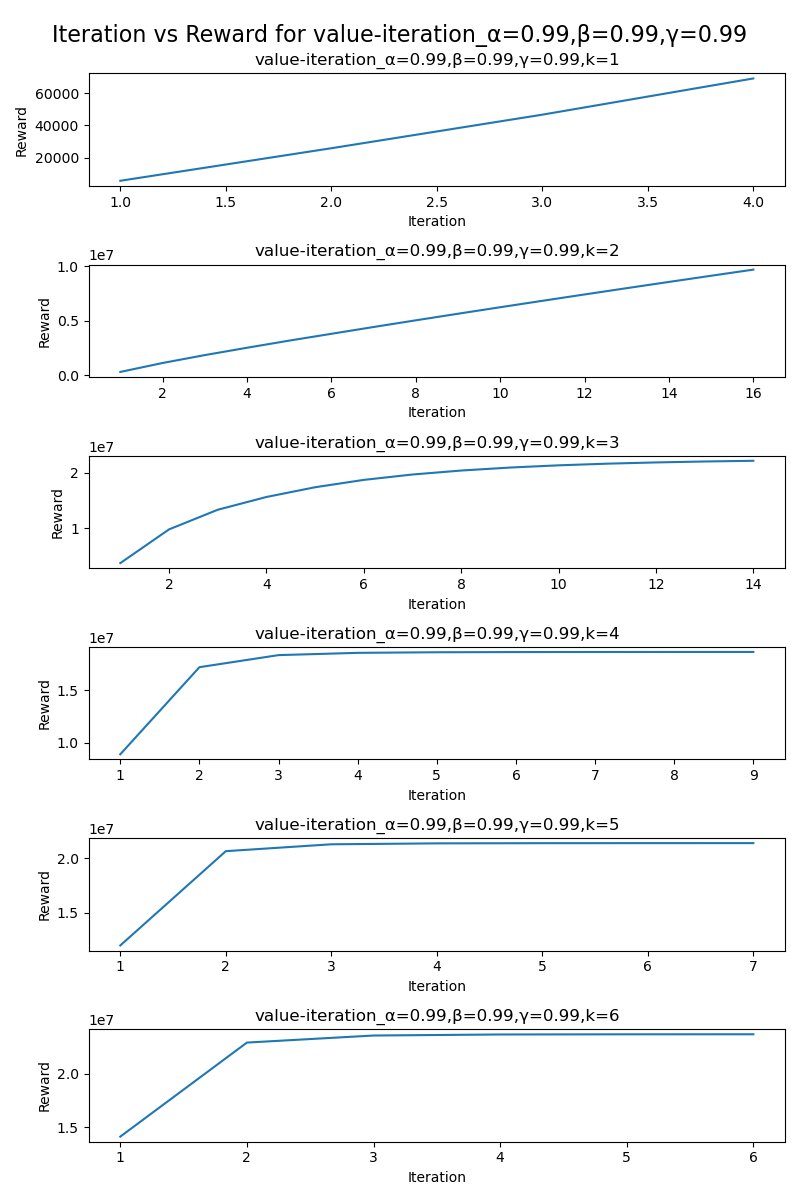 Iteration vs Reward for value-iteration_α=0.99,β=0.99,γ=0.99
value-iteration_α=0.99,β=0.99,γ=0.99,k=1
60000
40000
20000
Reward
1.0 1.5 2.0 2.5 3.0 3.5 4.0
Iteration
1e7
value-iteration_α=0.99,β=0.99,γ=0.99,k=2
1.0
0.5
0.0
Reward
2 4 6 8 10 12 14 16
Iteration
1e7
value-iteration_α=0.99,β=0.99,γ=0.99,k=3
2
1
Reward
2 4 6 8 10 12 14
Iteration
1e7
value-iteration_α=0.99,β=0.99,γ=0.99,k=4
1.5
1.0
Reward
1 2 3 4 5 6 7 8 9
Iteration
1e7
value-iteration_α=0.99,β=0.99,γ=0.99,k=5
2.0
1.5
Reward
1 2 3 4 5 6 7
Iteration
1e7
value-iteration_α=0.99,β=0.99,γ=0.99,k=6
2.0
1.5
Reward
1 2 3 4 5 6
Iteration